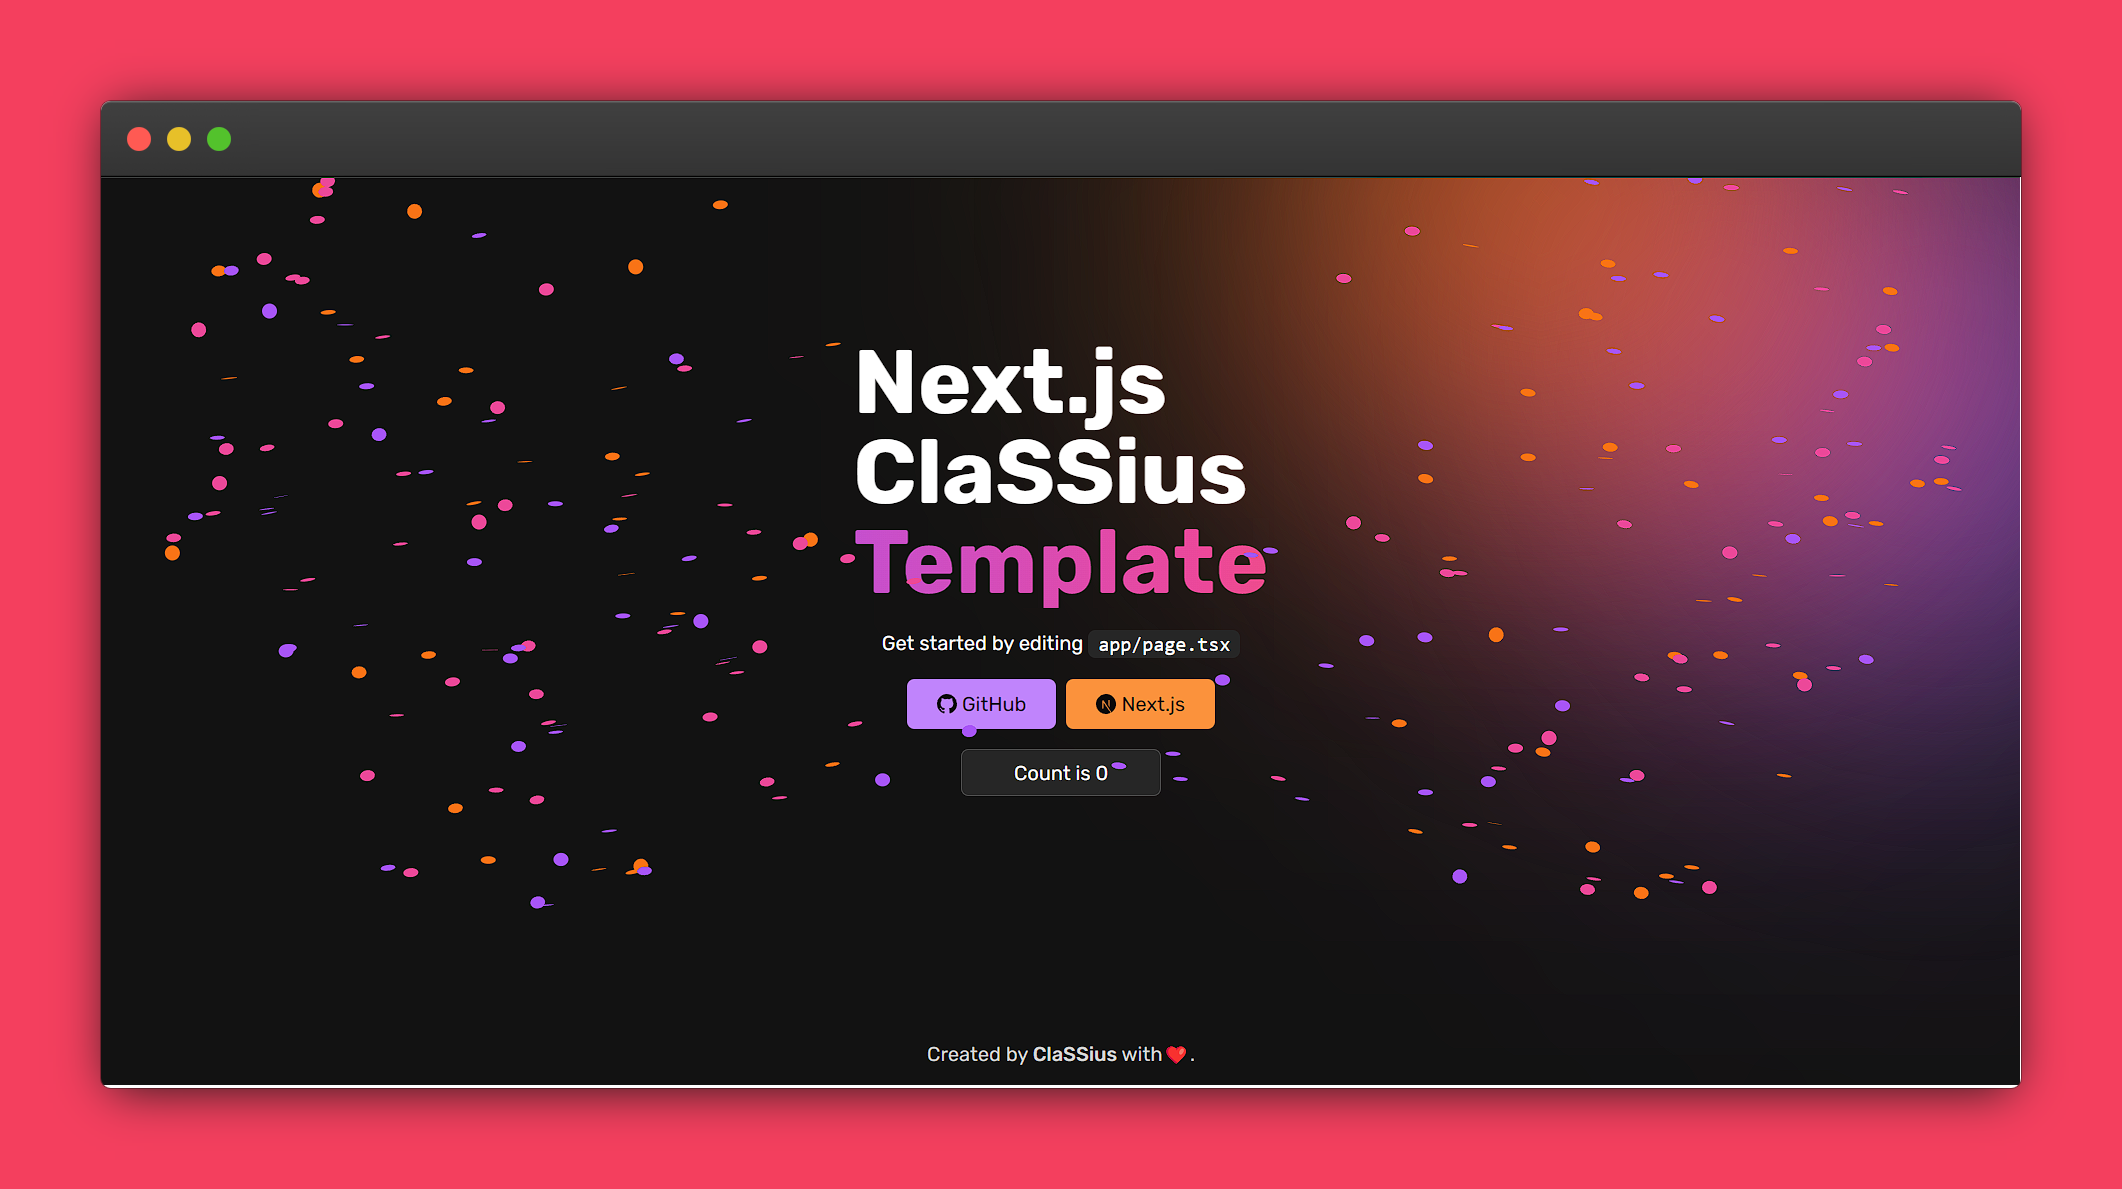 Next.js
ClaSSius
Template
Get started by editing app/page.tsx
GitHub Next.js
Count is 0
Created by ClaSSius with ❤️.